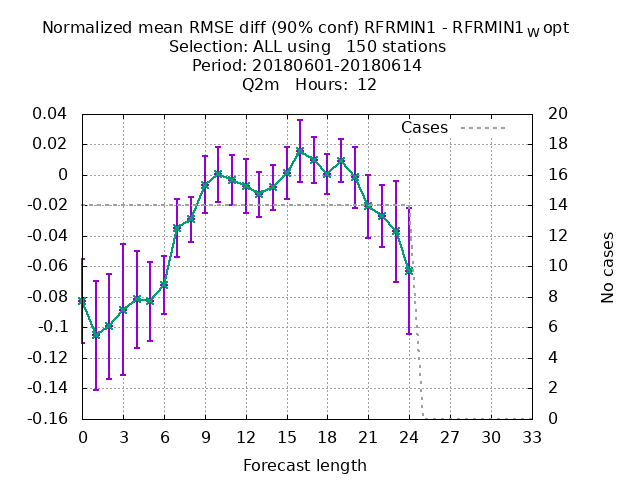 Normalized mean RMSE diff (90% conf) RFRMIN1 - RFRMIN1w opt
Selection: ALL using 150 stations
Period: 20180601-20180614
Q2m Hours: 12
Cases
0.04
0.02
0
-0.02
-0.04
-0.06
-0.08
-0.1
-0.12
-0.14
-0.16
20
18
16
14
12
10
8
6
4
2
0
No cases
0 3 6 9 12 15 18 21 24 27 30 33
Forecast length